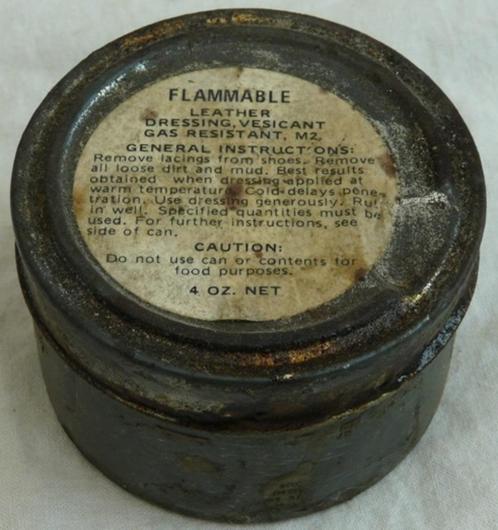 FLAMMABLE
LEATHER
DRESSING, VESICANT
GAS RESISTANT, M2.
GENERAL INSTRUCTIONS:
Remove lacings from shoes. Remove
all loose dirt and mud. Best results
obtained when dressing applied at
warm temperature. Cold delays pene-
tration. Use dressing generously. Rub
in well. Specified quantities must be
used. For further instructions, see
side of can.
CAUTION:
Do not use can or contents for
food purposes.
4 OZ. NET